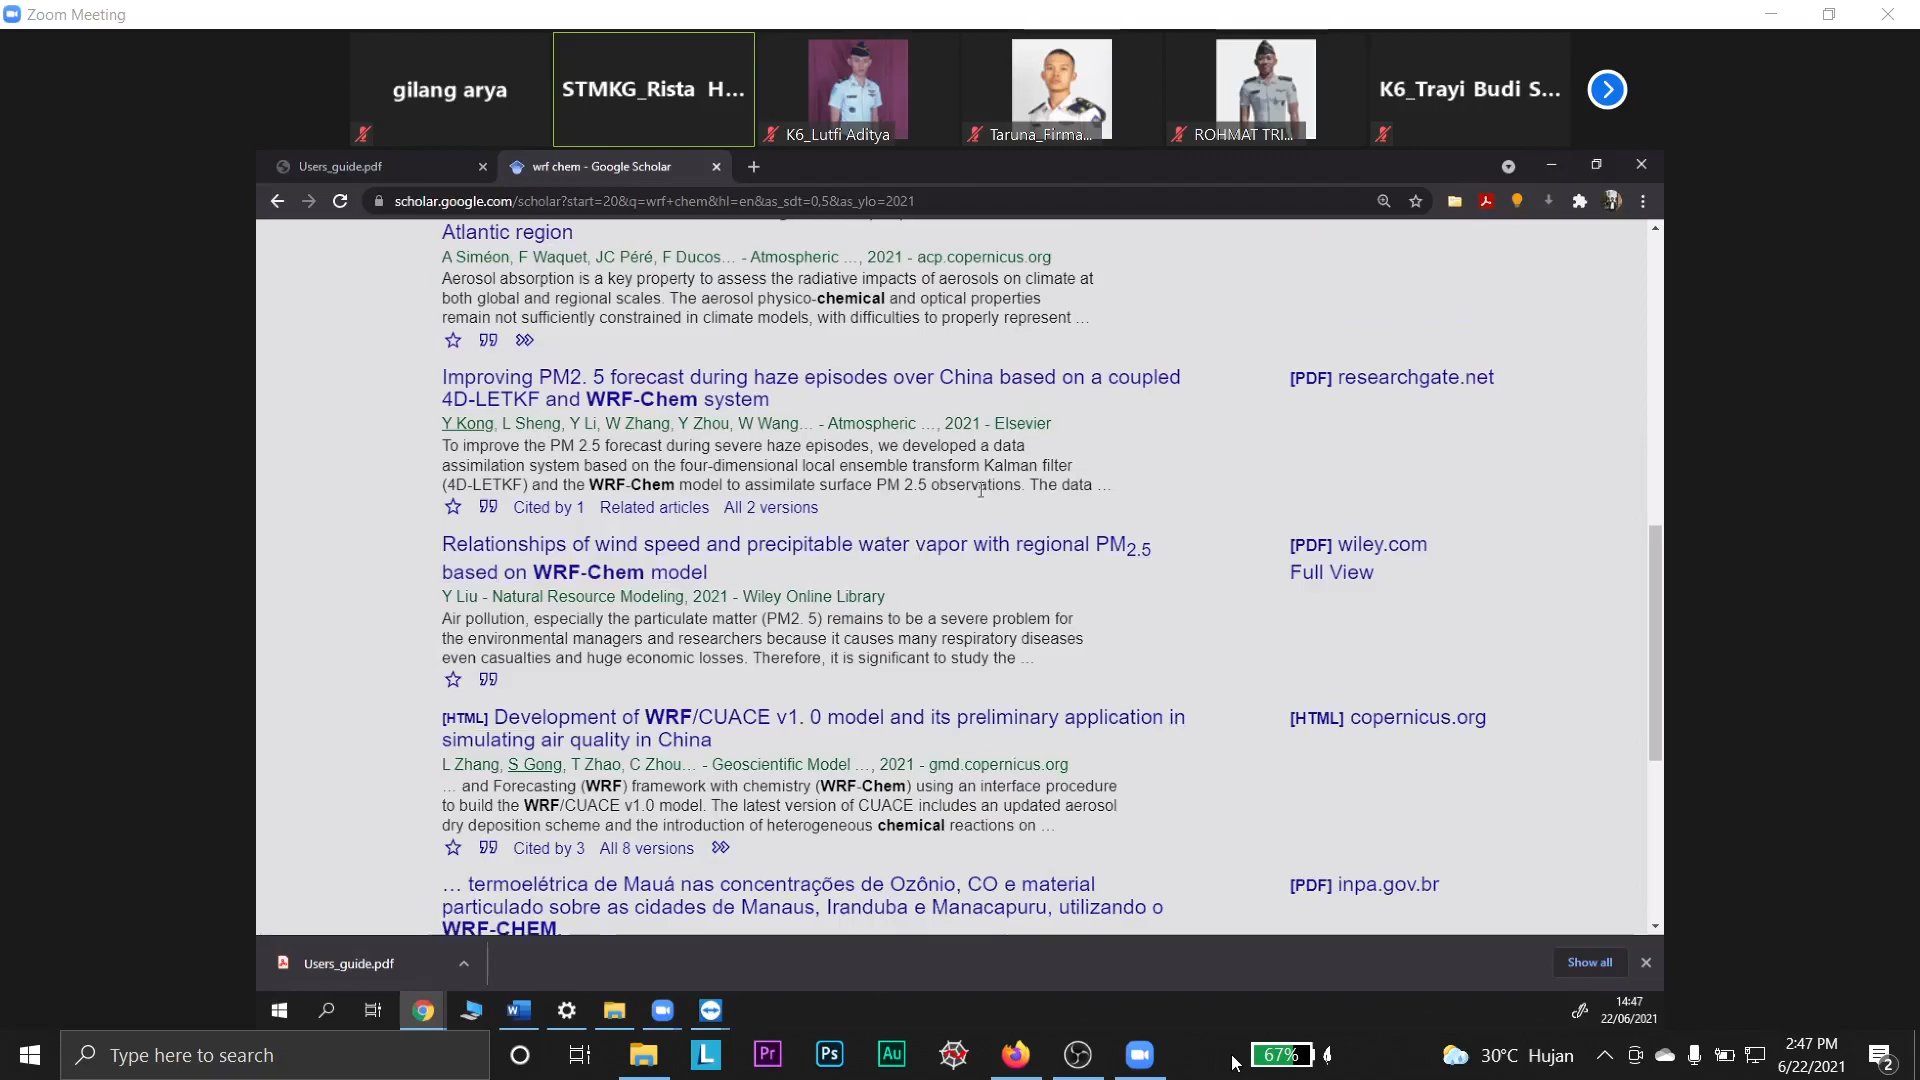 Zoom Meeting
gilang arya
STMKG_Rista H...
K6_Lutfi Aditya
Taruna_Firma...
ROHMAT TRI...
K6_Trayi Budi S...
Users_guide.pdf
wrf chem - Google Scholar
scholar.google.com/scholar?start=20&q=wrf+chem&hl=en&as_sdt=0,5&as_ylo=2021
Atlantic region
A Siméon, F Waquet, JC Péré, F Ducos... - Atmospheric ..., 2021 - acp.copernicus.org
Aerosol absorption is a key property to assess the radiative impacts of aerosols on climate at
both global and regional scales. The aerosol physico-chemical and optical properties
remain not sufficiently constrained in climate models, with difficulties to properly represent ...
Improving PM2. 5 forecast during haze episodes over China based on a coupled
4D-LETKF and WRF-Chem system
[PDF] researchgate.net
Y Kong, L Sheng, Y Li, W Zhang, Y Zhou, W Wang... - Atmospheric ..., 2021 - Elsevier
To improve the PM 2.5 forecast during severe haze episodes, we developed a data
assimilation system based on the four-dimensional local ensemble transform Kalman filter
(4D-LETKF) and the WRF-Chem model to assimilate surface PM 2.5 observations. The data ...
Cited by 1 Related articles All 2 versions
Relationships of wind speed and precipitable water vapor with regional PM2.5
based on WRF-Chem model
[PDF] wiley.com
Full View
Y Liu - Natural Resource Modeling, 2021 - Wiley Online Library
Air pollution, especially the particulate matter (PM2. 5) remains to be a severe problem for
the environmental managers and researchers because it causes many respiratory diseases
even casualties and huge economic losses. Therefore, it is significant to study the ...
[HTML] Development of WRF/CUACE v1. 0 model and its preliminary application in
simulating air quality in China
[HTML] copernicus.org
L Zhang, S Gong, T Zhao, C Zhou... - Geoscientific Model ..., 2021 - gmd.copernicus.org
... and Forecasting (WRF) framework with chemistry (WRF-Chem) using an interface procedure
to build the WRF/CUACE v1.0 model. The latest version of CUACE includes an updated aerosol
dry deposition scheme and the introduction of heterogeneous chemical reactions on ...
Cited by 3 All 8 versions
... termoelétrica de Mauá nas concentrações de Ozônio, CO e material
particulado sobre as cidades de Manaus, Iranduba e Manacapuru, utilizando o
WRF-CHEM.
[PDF] inpa.gov.br
Users_guide.pdf
Show all
14:47
22/06/2021
Type here to search
L
Pr
Ps
Au
67%
30°C Hujan
2:47 PM
6/22/2021
2